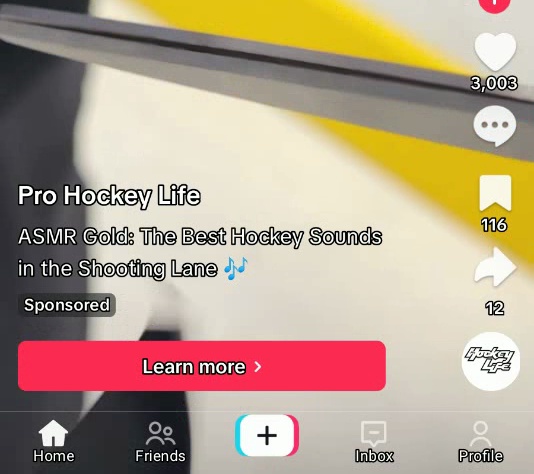 3,003
Pro Hockey Life
116
ASMR Gold: The Best Hockey Sounds
in the Shooting Lane 🎶
Sponsored
12
Learn more >
Hockey
Life
Home
Friends
Inbox
Profile